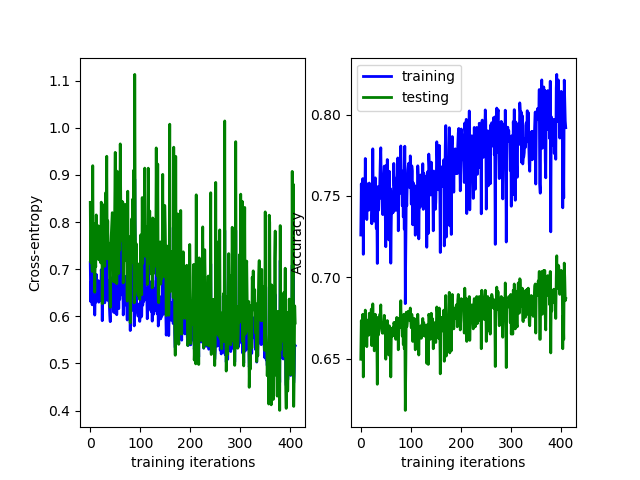 1.1
1.0
0.9
0.8
0.7
0.6
0.5
0.4
Cross-entropy
0 100 200 300 400
training iterations
training
testing
0.80
0.75
0.70
0.65
Accuracy
0 100 200 300 400
training iterations